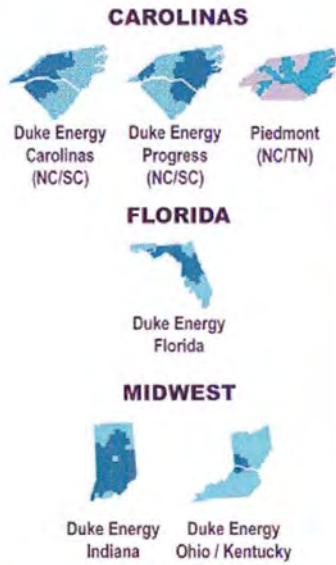 CAROLINAS
Duke Energy
Carolinas
(NC/SC)
Duke Energy
Progress
(NC/SC)
Piedmont
(NC/TN)
FLORIDA
Duke Energy
Florida
MIDWEST
Duke Energy
Indiana
Duke Energy
Ohio / Kentucky